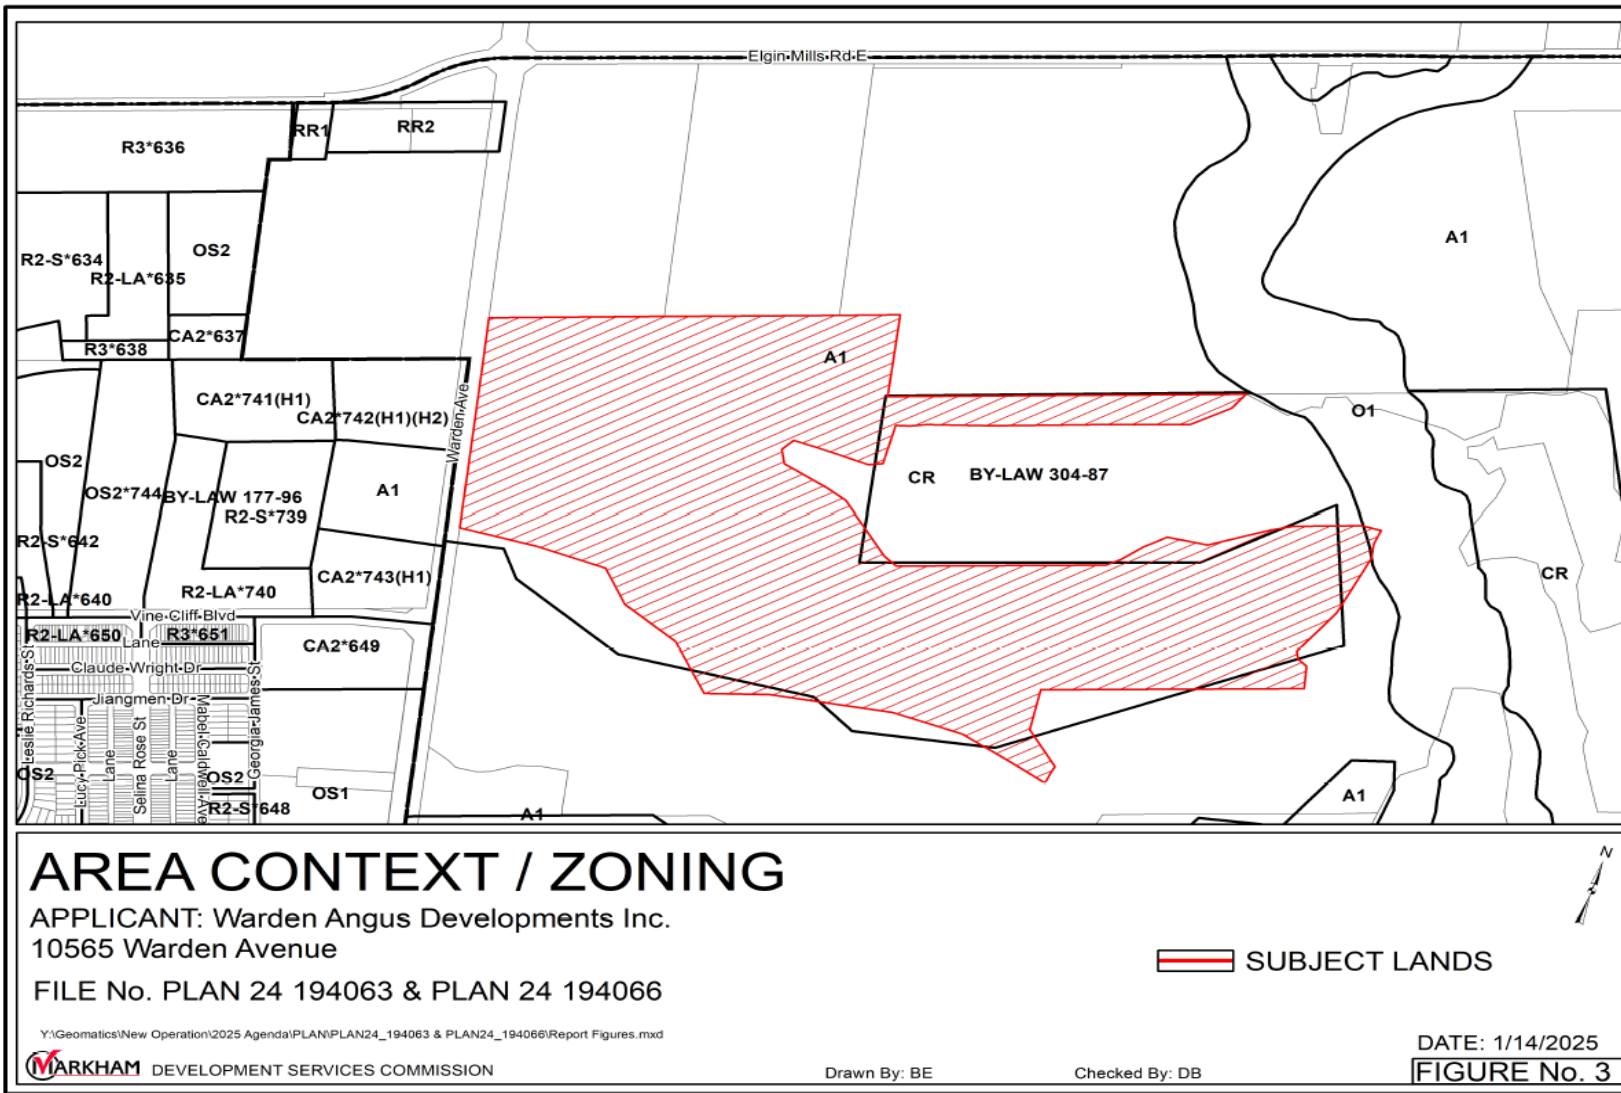 Elgin Mills Rd E
RR1
RR2
R3*636
A1
R2-S*634
OS2
R2-LA*635
CA2*637
R3*638
A1
CA2*741(H1)
CA2*742(H1)(H2)
Warden Ave
O1
OS2
OS2*744
BY-LAW 177-96
A1
CR
BY-LAW 304-87
R2-S*739
R2-S*642
CA2*743(H1)
CR
R2-LA*640
R2-LA*740
Vine Cliff Blvd
R2-LA*650
Lane
R3*651
CA2*649
Claude Wright Dr
Jiangmen Dr
Leslie Richards St
Lucy Pick Ave
Lane
Selina Rose St
Lane
Mabel Caldwell Ave
Georgia James St
OS2
OS2
OS1
R2-S*648
A1
A1
AREA CONTEXT / ZONING
APPLICANT: Warden Angus Developments Inc.
10565 Warden Avenue
FILE No. PLAN 24 194063 & PLAN 24 194066
N
SUBJECT LANDS
Y:\Geomatics\New Operation\2025 Agenda\PLAN\PLAN24_194063 & PLAN24_194066\Report Figures.mxd
MARKHAM DEVELOPMENT SERVICES COMMISSION
Drawn By: BE
Checked By: DB
DATE: 1/14/2025
FIGURE No. 3